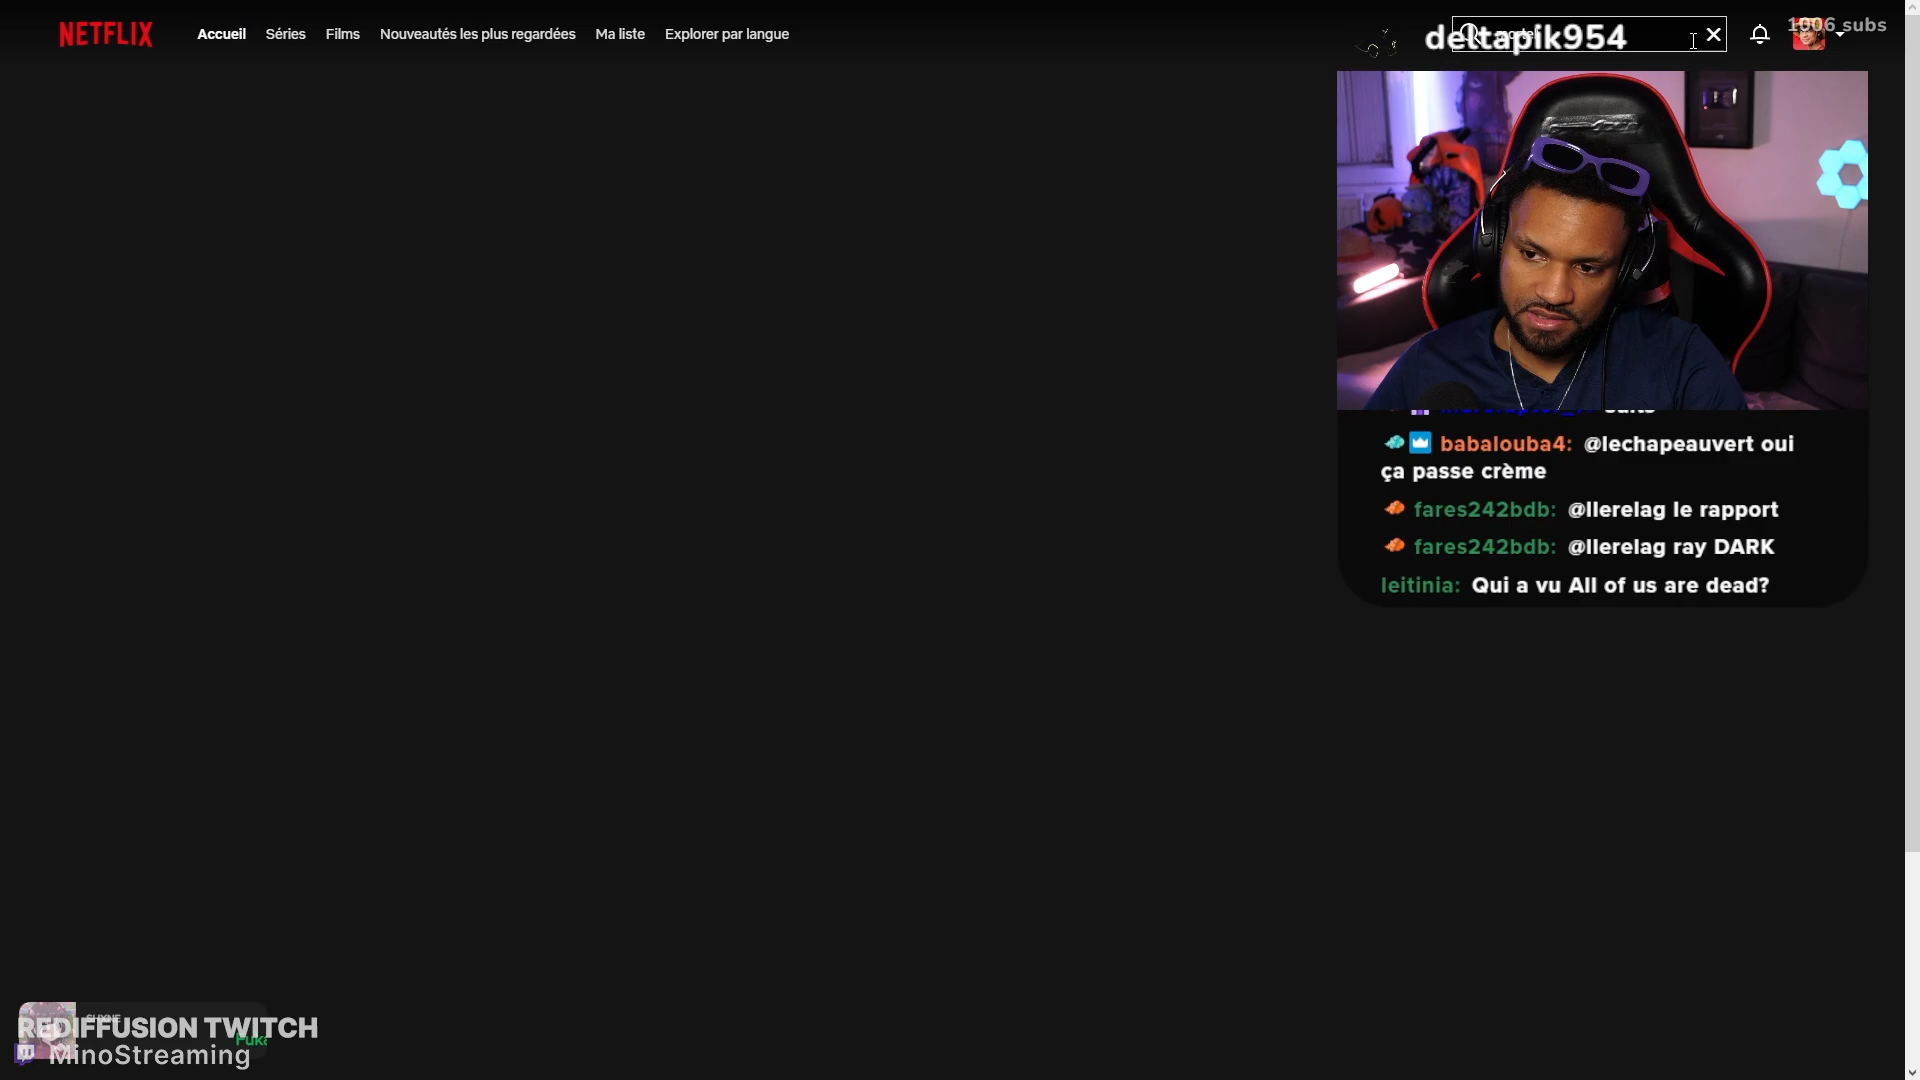 NETFLIX
Accueil
Séries
Films
Nouveautés les plus regardées
Ma liste
Explorer par langue
deltapik954
1006 subs
babalouba4: @lechapeauvert oui
ça passe crème
fares242bdb: @llerelag le rapport
fares242bdb: @llerelag ray DARK
leitinia: Qui a vu All of us are dead?
REDIFFUSION TWITCH
MinoStreaming